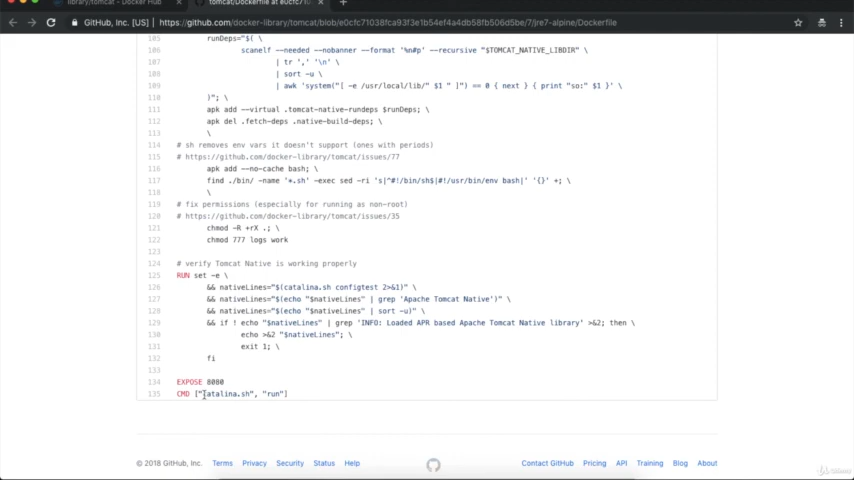 library/tomcat - Docker Hub
tomcat/Dockerfile at e0cfc71
GitHub, Inc. [US] | https://github.com/docker-library/tomcat/blob/e0cfc71038fca93f3e1b54ef4a4db58fb506d5be/7/jre7-alpine/Dockerfile
105 runDeps="$( \
106 scanelf --needed --nobanner --format '%n#p' --recursive "$TOMCAT_NATIVE_LIBDIR" \
107 | tr ',' '\n' \
108 | sort -u \
109 | awk 'system("[ -e /usr/local/lib/" $1 " ]") == 0 { next } { print "so:" $1 }' \
110 )"; \
111 apk add --virtual .tomcat-native-rundeps $runDeps; \
112 apk del .fetch-deps .native-build-deps; \
113 \
114 # sh removes env vars it doesn't support (ones with periods)
115 # https://github.com/docker-library/tomcat/issues/77
116 apk add --no-cache bash; \
117 find ./bin/ -name '*.sh' -exec sed -ri 's|^#!/bin/sh$|#!/usr/bin/env bash|' '{}' +; \
118 \
119 # fix permissions (especially for running as non-root)
120 # https://github.com/docker-library/tomcat/issues/35
121 chmod -R +rX .; \
122 chmod 777 logs work
123
124 # verify Tomcat Native is working properly
125 RUN set -e \
126 && nativeLines="$(catalina.sh configtest 2>&1)" \
127 && nativeLines="$(echo "$nativeLines" | grep 'Apache Tomcat Native')" \
128 && nativeLines="$(echo "$nativeLines" | sort -u)" \
129 && if ! echo "$nativeLines" | grep 'INFO: Loaded APR based Apache Tomcat Native library' >&2; then \
130 echo >&2 "$nativeLines"; \
131 exit 1; \
132 fi
133
134 EXPOSE 8080
135 CMD ["catalina.sh", "run"]
© 2018 GitHub, Inc. Terms Privacy Security Status Help Contact GitHub Pricing API Training Blog About
Udemy